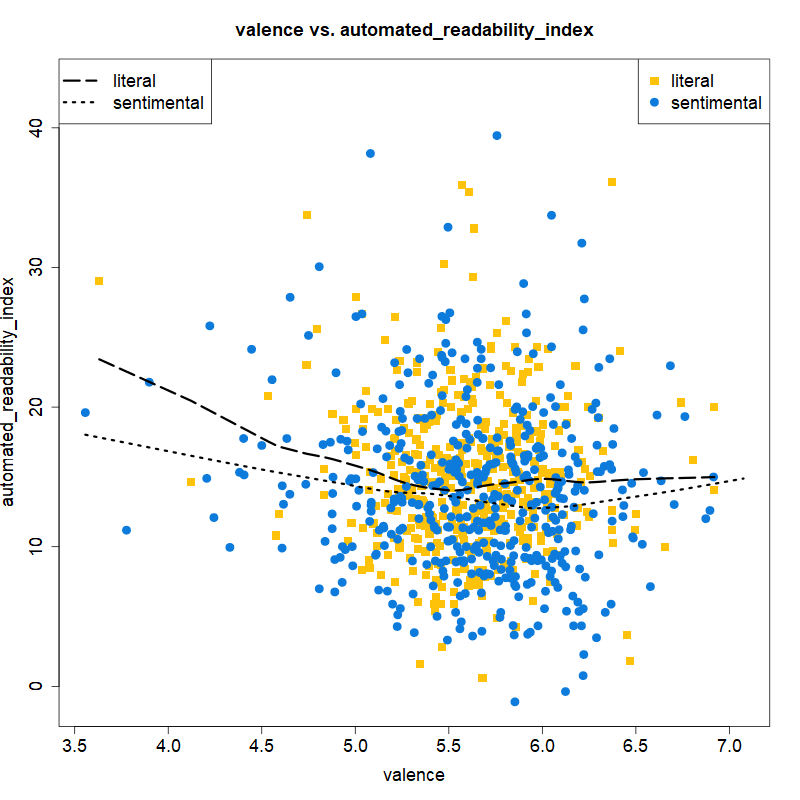 valence vs. automated_readability_index
literal
sentimental
literal
sentimental
automated_readability_index
40
30
20
10
0
3.5 4.0 4.5 5.0 5.5 6.0 6.5 7.0
valence